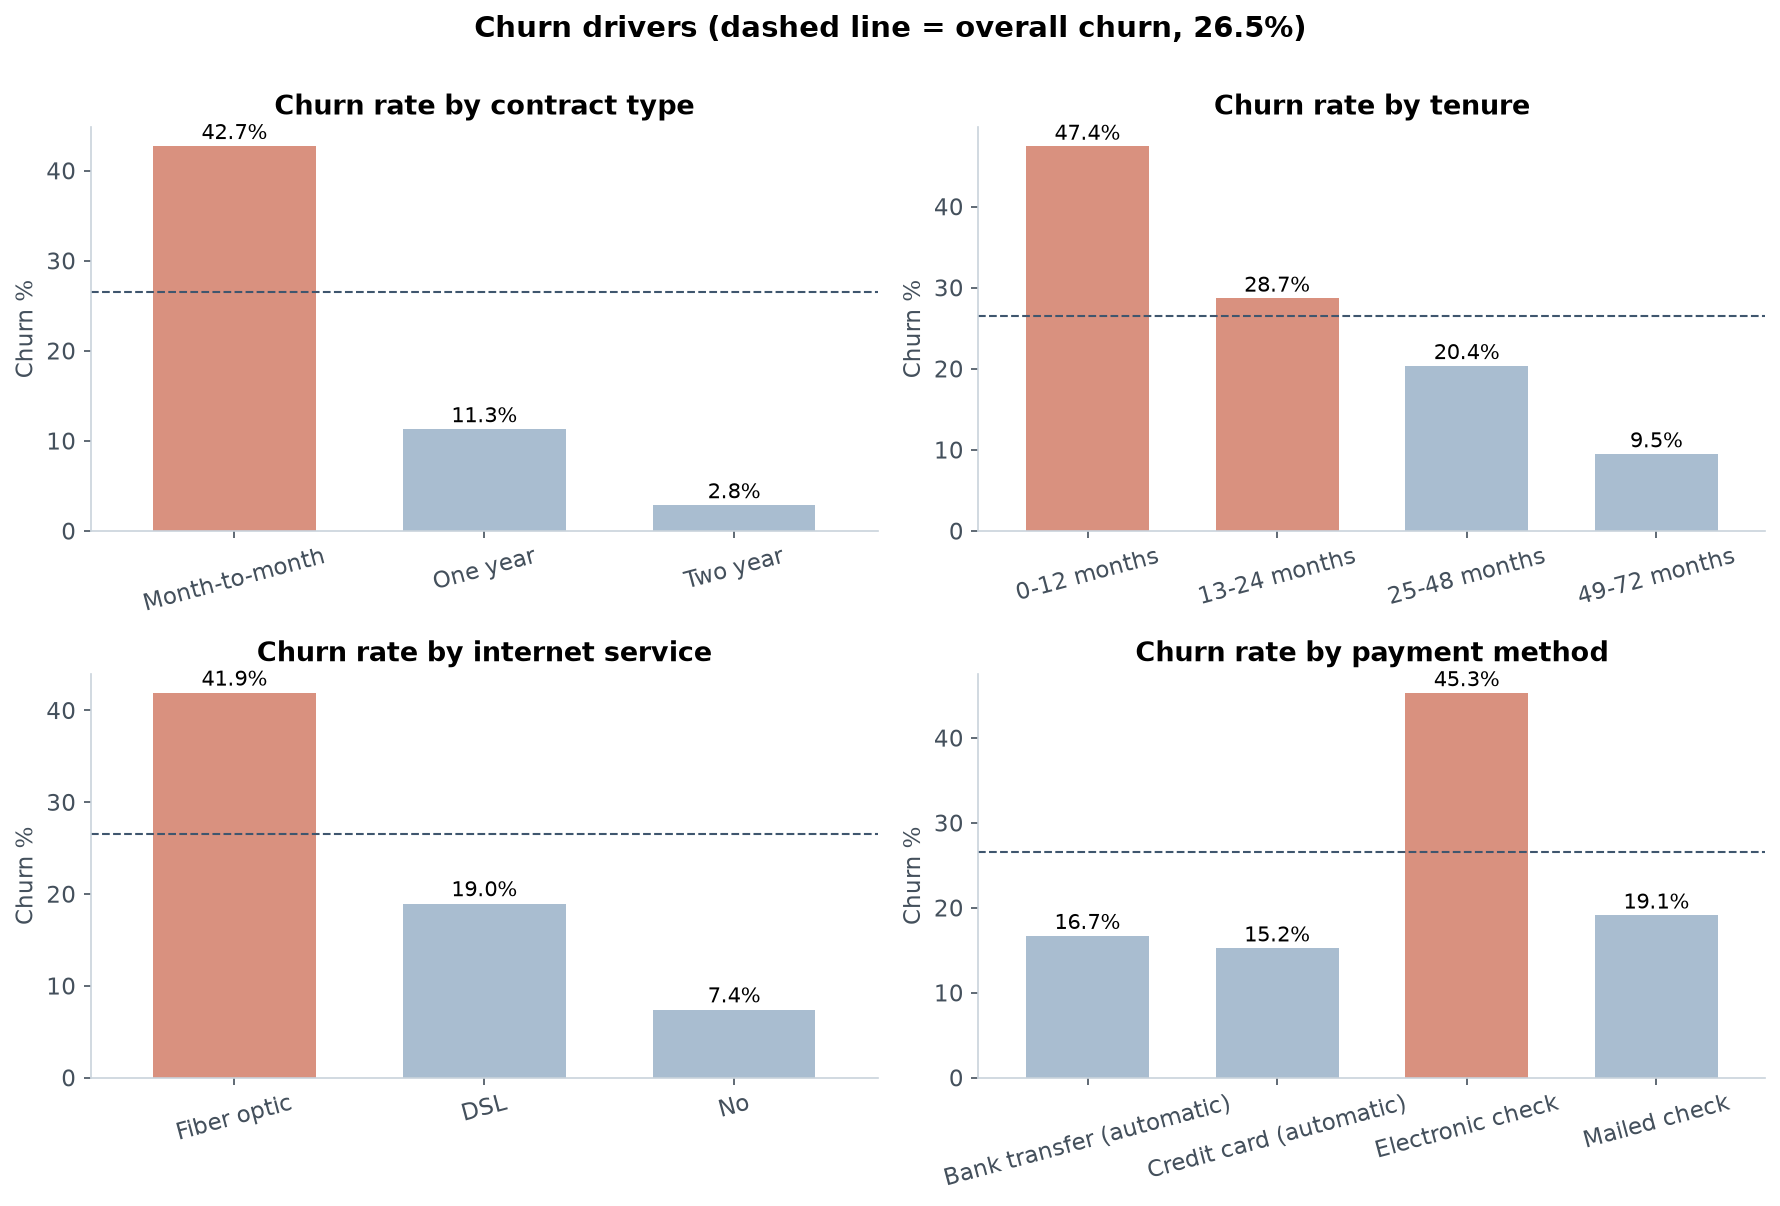 Churn drivers (dashed line = overall churn, 26.5%)
Churn rate by contract type
42.7%
11.3%
2.8%
40
30
20
10
0
Churn %
Month-to-month
One year
Two year
Churn rate by tenure
47.4%
28.7%
20.4%
9.5%
40
30
20
10
0
Churn %
0-12 months
13-24 months
25-48 months
49-72 months
Churn rate by internet service
41.9%
19.0%
7.4%
40
30
20
10
0
Churn %
Fiber optic
DSL
No
Churn rate by payment method
16.7%
15.2%
45.3%
19.1%
40
30
20
10
0
Churn %
Bank transfer (automatic)
Credit card (automatic)
Electronic check
Mailed check